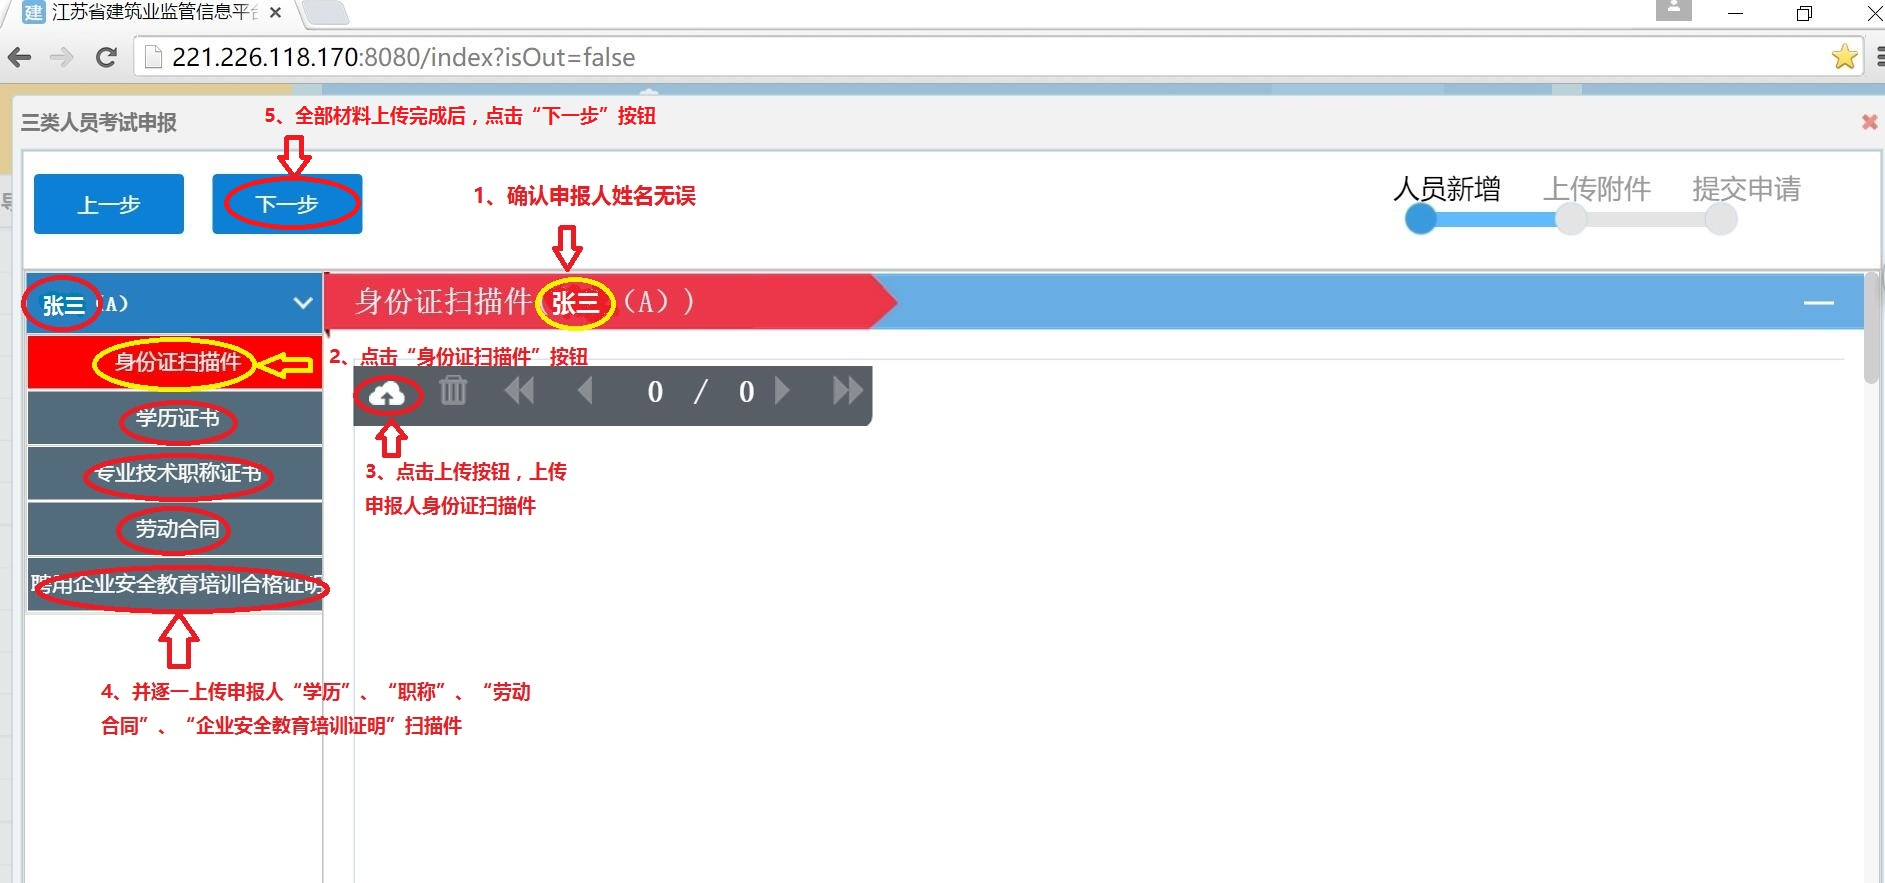 江苏省建筑业监管信息平
221.226.118.170:8080/index?isOut=false
三类人员考试申报
5、全部材料上传完成后，点击“下一步”按钮
上一步
下一步
1、确认申报人姓名无误
人员新增
上传附件
提交申请
张三（A）
身份证扫描件(张三（A）)
身份证扫描件
2、点击“身份证扫描件”按钮
0 / 0
学历证书
3、点击上传按钮，上传
申报人身份证扫描件
专业技术职称证书
劳动合同
聘用企业安全教育培训合格证明
4、并逐一上传申报人“学历”、“职称”、“劳动
合同”、“企业安全教育培训证明”扫描件